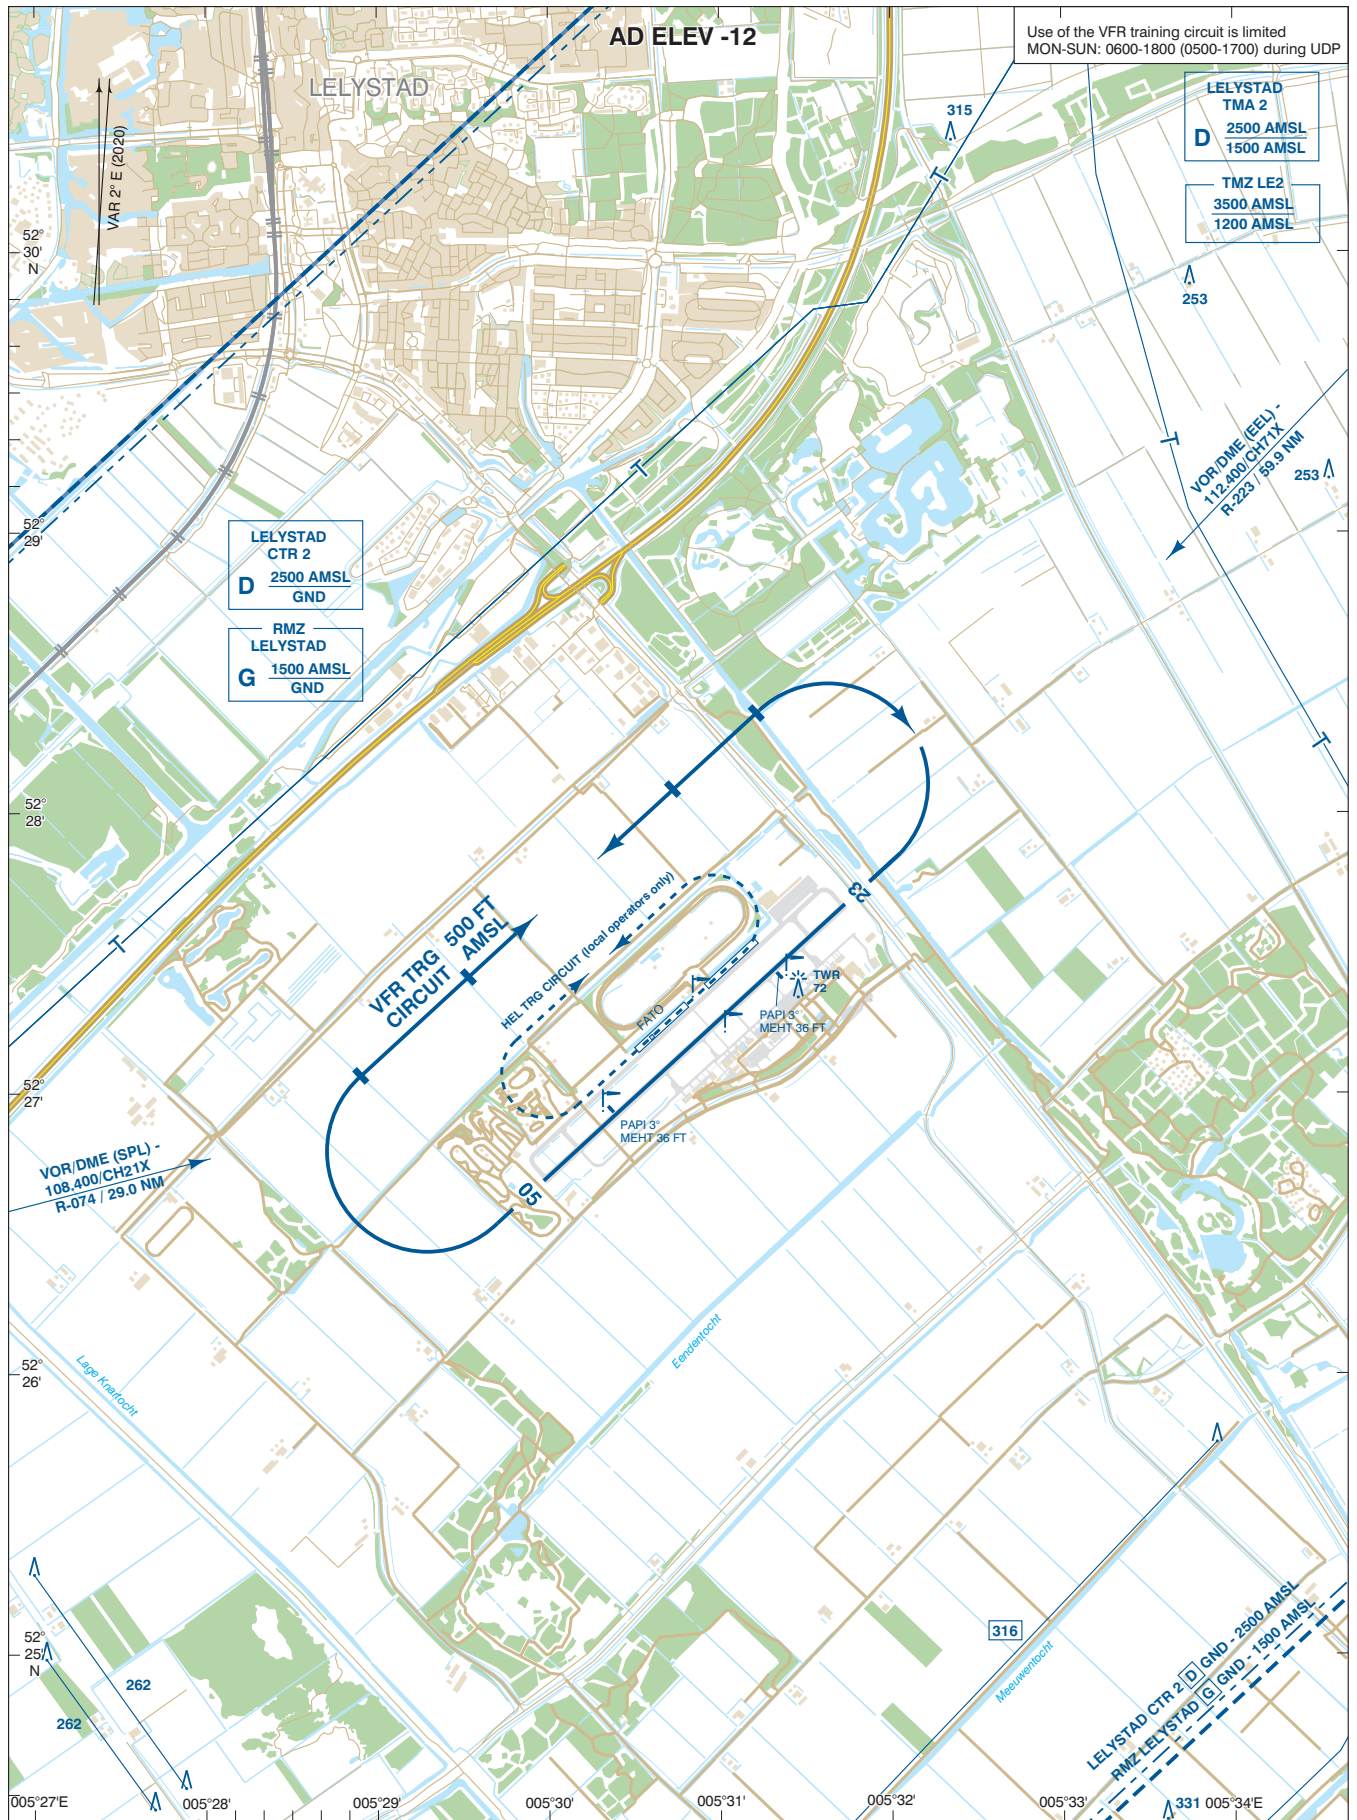 AD ELEV -12
Use of the VFR training circuit is limited
MON-SUN: 0600-1800 (0500-1700) during UDP
LELYSTAD
VAR 2° E (2020)
315
LELYSTAD
TMA 2
D 2500 AMSL
1500 AMSL
TMZ LE2
3500 AMSL
1200 AMSL
52°
30'
N
253
VOR/DME (EEL) -
112.400/CH71X
R-223 / 59.9 NM
253
52°
29'
LELYSTAD
CTR 2
D 2500 AMSL
GND
RMZ
LELYSTAD
G 1500 AMSL
GND
52°
28'
VFR TRG 500 FT
CIRCUIT AMSL
HEL TRG CIRCUIT (local operators only)
23
FATO
TWR
72
PAPI 3°
MEHT 36 FT
52°
27'
PAPI 3°
MEHT 36 FT
VOR/DME (SPL) -
108.400/CH21X
R-074 / 29.0 NM
05
Eendentocht
52°
26'
Lage Knartocht
316
52°
25'
N
Meeuwentocht
262
262
LELYSTAD CTR 2 D GND - 2500 AMSL
RMZ LELYSTAD G GND - 1500 AMSL
331
005°27'E
005°28'
005°29'
005°30'
005°31'
005°32'
005°33'
005°34'E